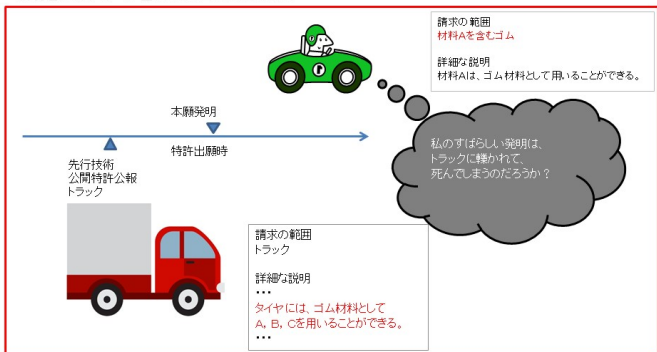 請求の範囲
材料Aを含むゴム
詳細な説明
材料Aは、ゴム材料として用いることができる。
本願発明
特許出願時
先行技術
公開特許公報
トラック
私のすばらしい発明は、
トラックに轢かれて、
死んでしまうのだろうか?
請求の範囲
トラック
詳細な説明
・・・
タイヤには、ゴム材料として
A, B, Cを用いることができる。
・・・